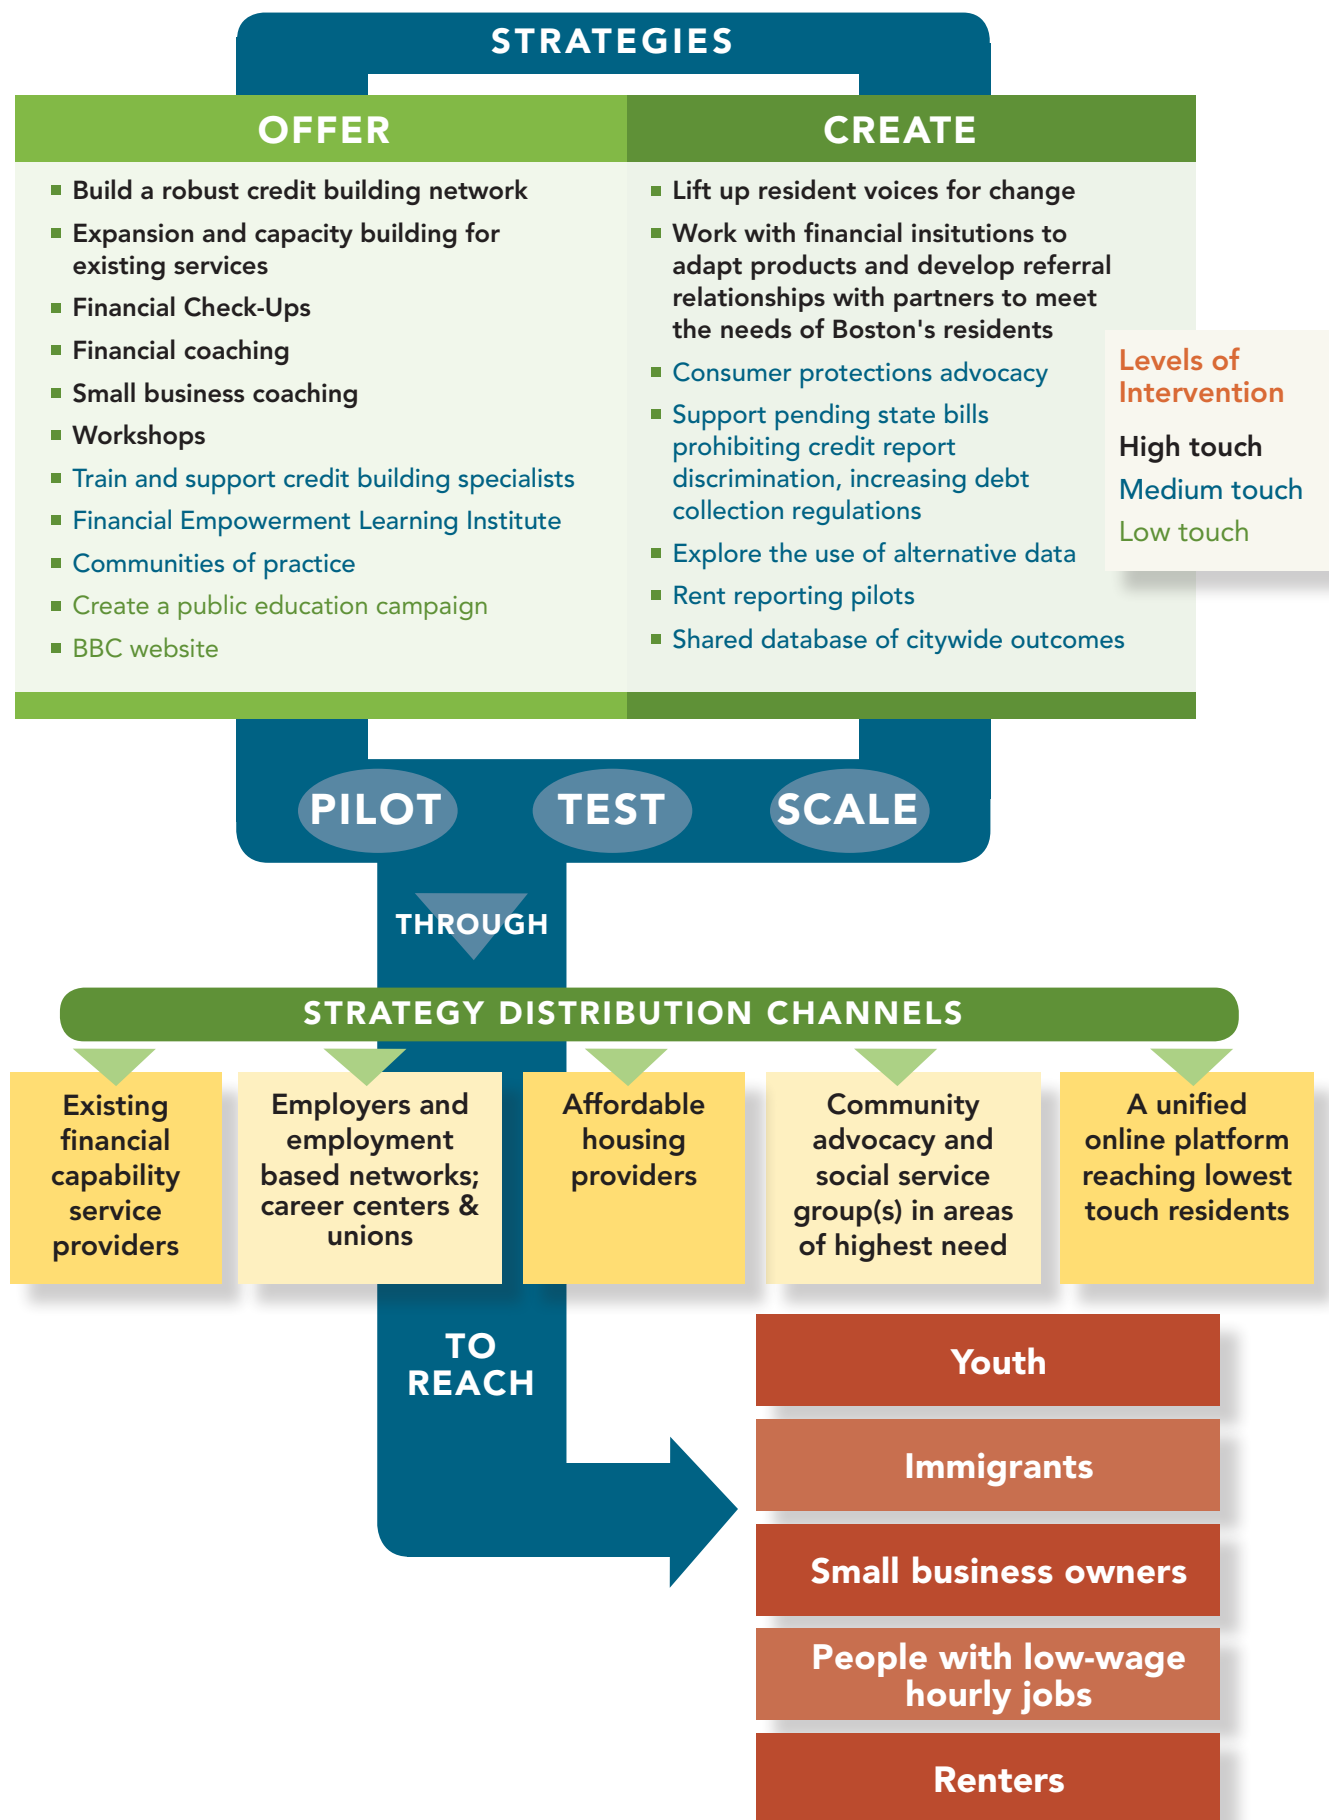 STRATEGIES
OFFER
Build a robust credit building network
Expansion and capacity building for
existing services
Financial Check-Ups
Financial coaching
Small business coaching
Workshops
Train and support credit building specialists
Financial Empowerment Learning Institute
Communities of practice
Create a public education campaign
BBC website
CREATE
Lift up resident voices for change
Work with financial insitutions to
adapt products and develop referral
relationships with partners to meet
the needs of Boston's residents
Consumer protections advocacy
Support pending state bills
prohibiting credit report
discrimination, increasing debt
collection regulations
Explore the use of alternative data
Rent reporting pilots
Shared database of citywide outcomes
Levels of
Intervention
High touch
Medium touch
Low touch
PILOT
TEST
SCALE
THROUGH
STRATEGY DISTRIBUTION CHANNELS
Existing
financial
capability
service
providers
Employers and
employment
based networks;
career centers &
unions
Affordable
housing
providers
Community
advocacy and
social service
group(s) in areas
of highest need
A unified
online platform
reaching lowest
touch residents
TO
REACH
Youth
Immigrants
Small business owners
People with low-wage
hourly jobs
Renters